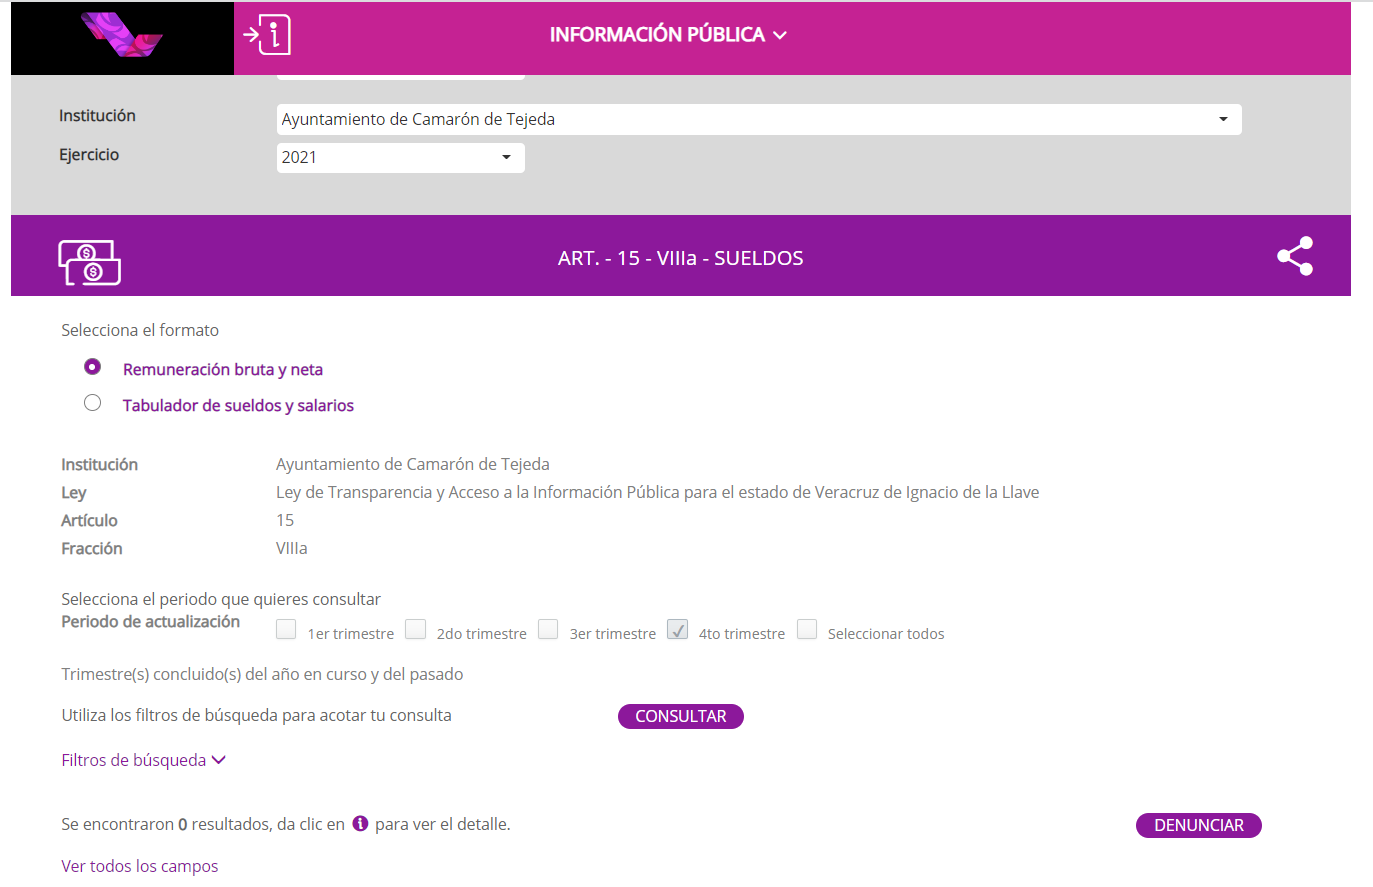 INFORMACIÓN PÚBLICA
Institución
Ayuntamiento de Camarón de Tejeda
Ejercicio
2021
ART. - 15 - VIIIa - SUELDOS
Selecciona el formato
Remuneración bruta y neta
Tabulador de sueldos y salarios
Institución Ayuntamiento de Camarón de Tejeda
Ley Ley de Transparencia y Acceso a la Información Pública para el estado de Veracruz de Ignacio de la Llave
Artículo 15
Fracción VIIIa
Selecciona el periodo que quieres consultar
Periodo de actualización 1er trimestre 2do trimestre 3er trimestre 4to trimestre Seleccionar todos
Trimestre(s) concluido(s) del año en curso y del pasado
Utiliza los filtros de búsqueda para acotar tu consulta CONSULTAR
Filtros de búsqueda
Se encontraron 0 resultados, da clic en i para ver el detalle. DENUNCIAR
Ver todos los campos